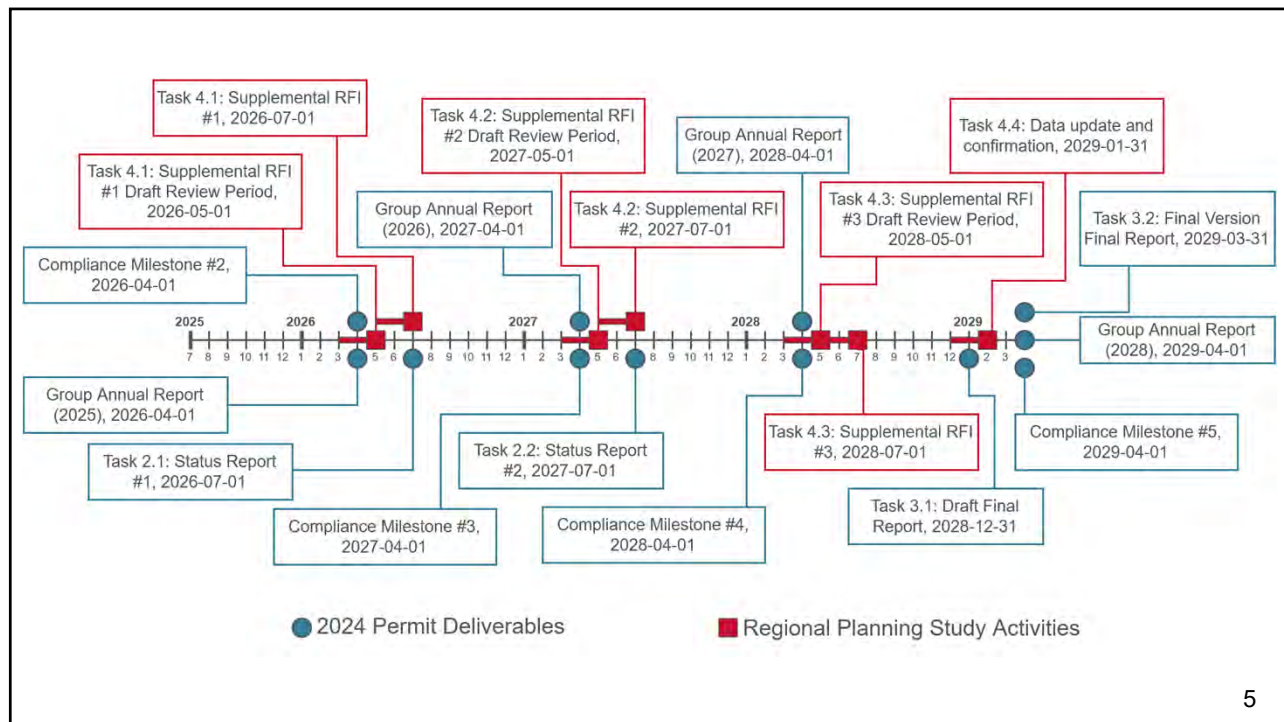 Task 4.1: Supplemental RFI
#1, 2026-07-01
Task 4.2: Supplemental RFI
#2 Draft Review Period,
2027-05-01
Group Annual Report
(2027), 2028-04-01
Task 4.4: Data update and
confirmation, 2029-01-31
Task 4.1: Supplemental RFI
#1 Draft Review Period,
2026-05-01
Group Annual Report
(2026), 2027-04-01
Task 4.2: Supplemental RFI
#2, 2027-07-01
Task 4.3: Supplemental RFI
#3 Draft Review Period,
2028-05-01
Task 3.2: Final Version
Final Report, 2029-03-31
Compliance Milestone #2,
2026-04-01
2025 2026 2027 2028 2029
7 8 9 10 11 12 1 2 3 5 6 8 9 10 11 12 1 2 3 5 6 8 9 10 11 12 1 2 3 5 6 7 8 9 10 11 12 2 3
Group Annual Report
(2028), 2029-04-01
Group Annual Report
(2025), 2026-04-01
Task 2.1: Status Report
#1, 2026-07-01
Compliance Milestone #3,
2027-04-01
Task 2.2: Status Report
#2, 2027-07-01
Compliance Milestone #4,
2028-04-01
Task 4.3: Supplemental RFI
#3, 2028-07-01
Task 3.1: Draft Final
Report, 2028-12-31
Compliance Milestone #5,
2029-04-01
2024 Permit Deliverables
Regional Planning Study Activities
5